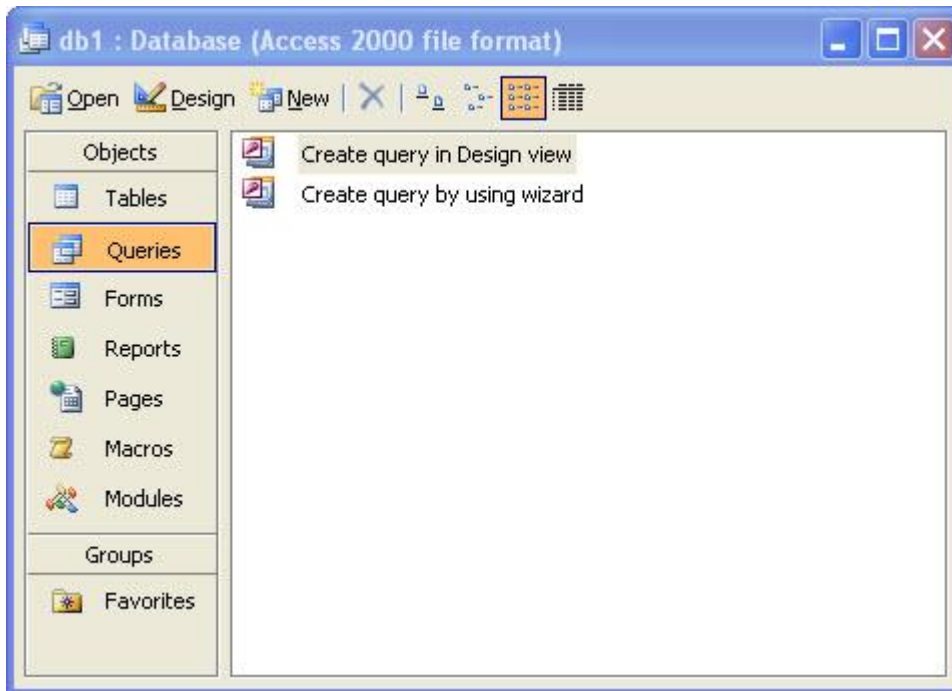 db1 : Database (Access 2000 file format)
Open Design New
Objects
Tables
Queries
Forms
Reports
Pages
Macros
Modules
Groups
Favorites
Create query in Design view
Create query by using wizard